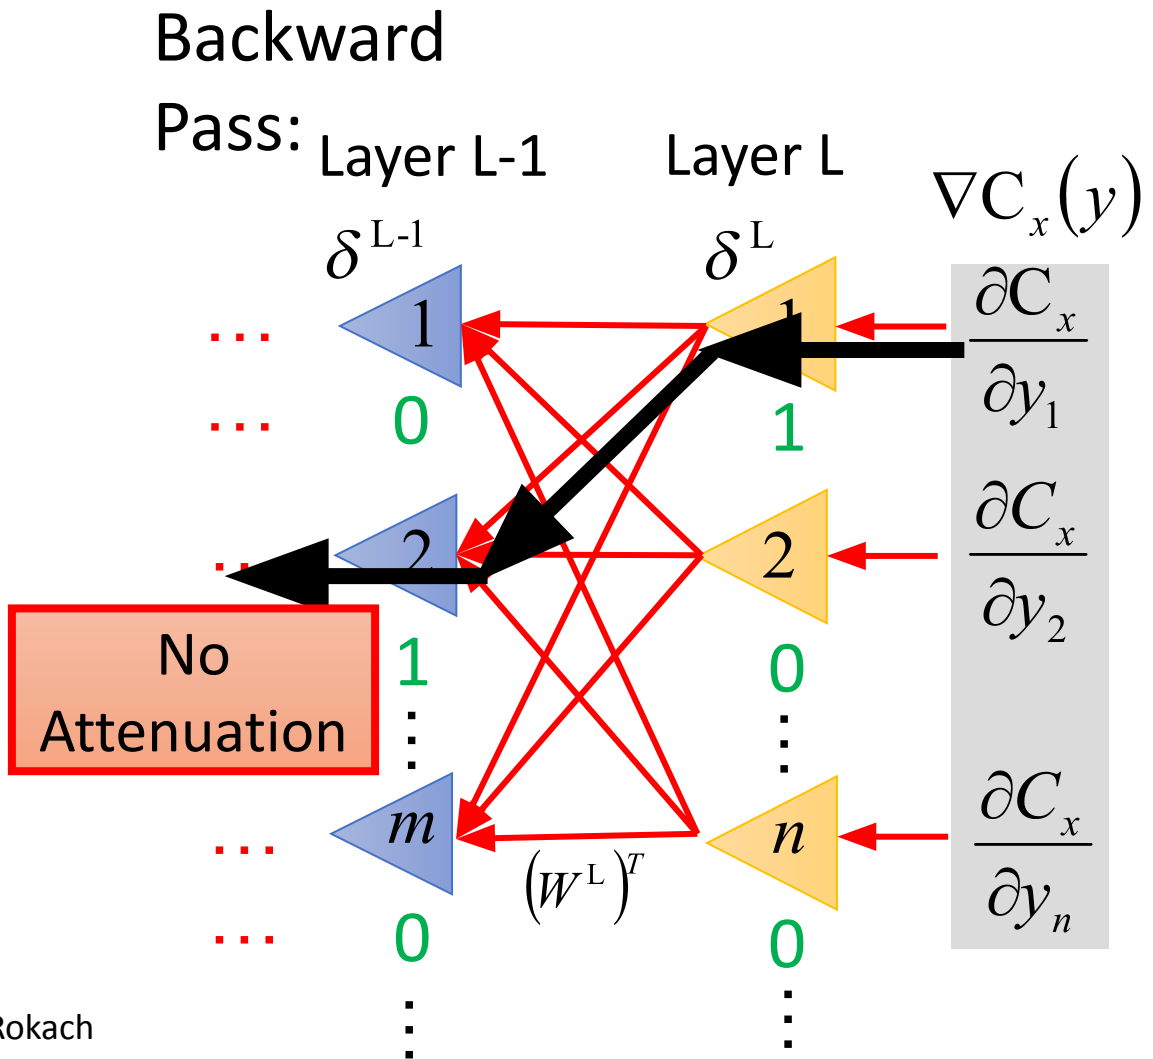 Backward
Pass:
Layer L-1 Layer L
∇C_x(y)
δ^{L-1} δ^L
... 1 1 ∂C_x/∂y_1
... 0 1
... 2 2 ∂C_x/∂y_2
No
Attenuation
1 0
⋮ ⋮
... m n ∂C_x/∂y_n
(W^L)^T
... 0 0
⋮ ⋮
Rokach